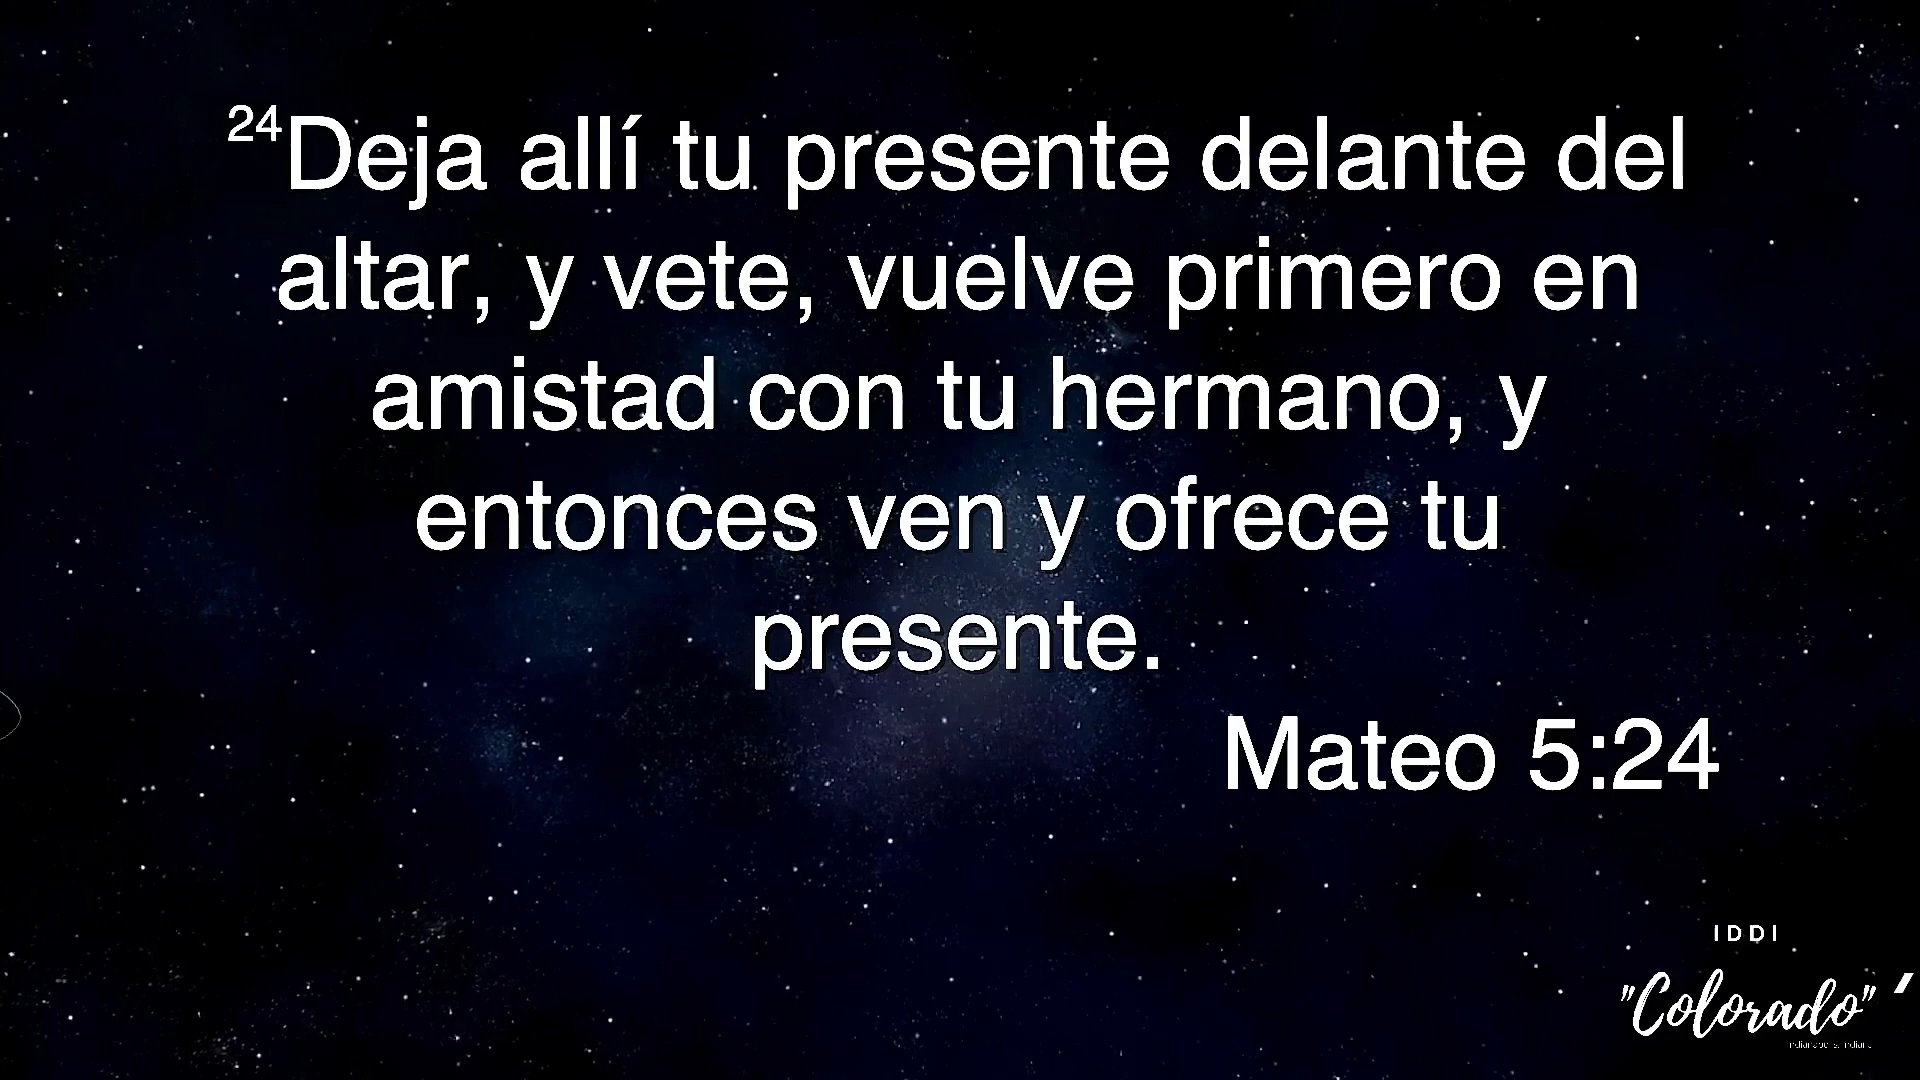 24Deja allí tu presente delante del
altar, y vete, vuelve primero en
amistad con tu hermano, y
entonces ven y ofrece tu
presente.
Mateo 5:24
IDDI
"Colorado"